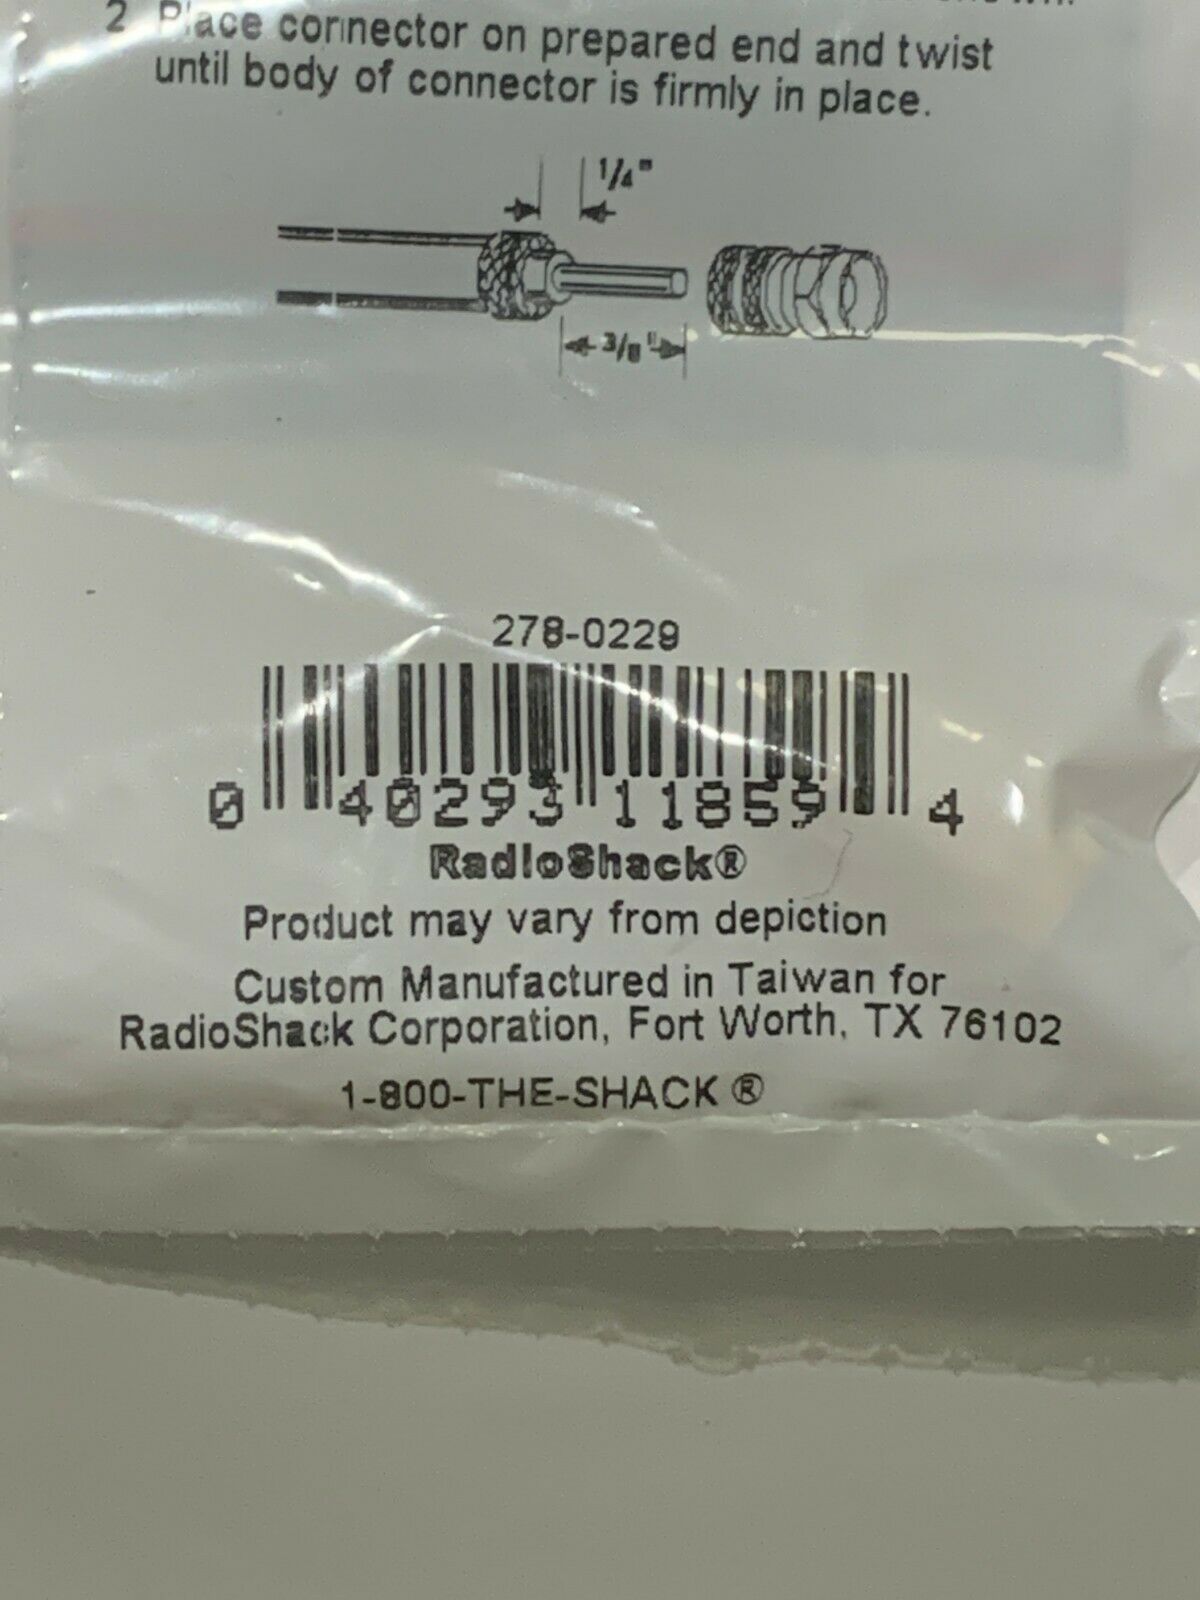 2 Place connector on prepared end and twist
until body of connector is firmly in place.
1/4"
3/8"
278-0229
0 40293 11859 4
RadioShack®
Product may vary from depiction
Custom Manufactured in Taiwan for
RadioShack Corporation, Fort Worth, TX 76102
1-800-THE-SHACK ®